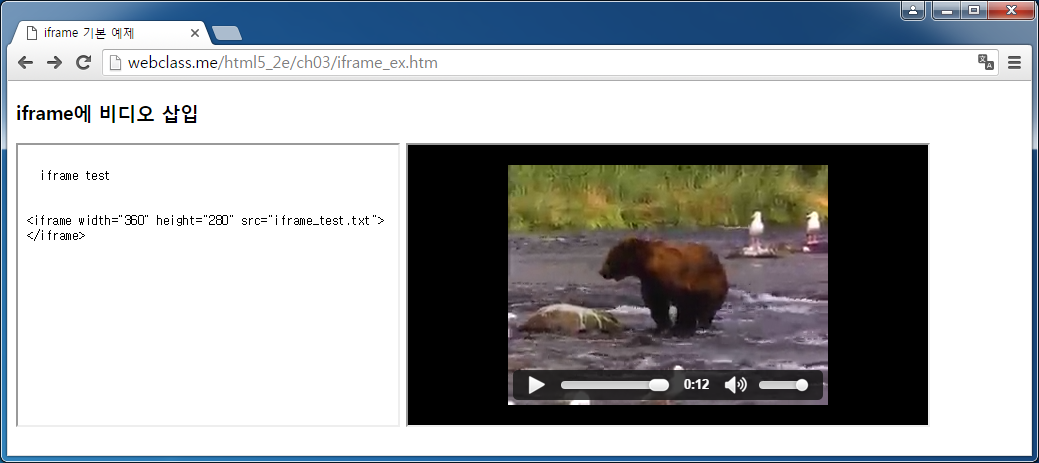 iframe 기본 예제
webclass.me/html5_2e/ch03/iframe_ex.htm
iframe에 비디오 삽입
iframe test
<iframe width="360" height="280" src="iframe_test.txt">
</iframe>
0:12